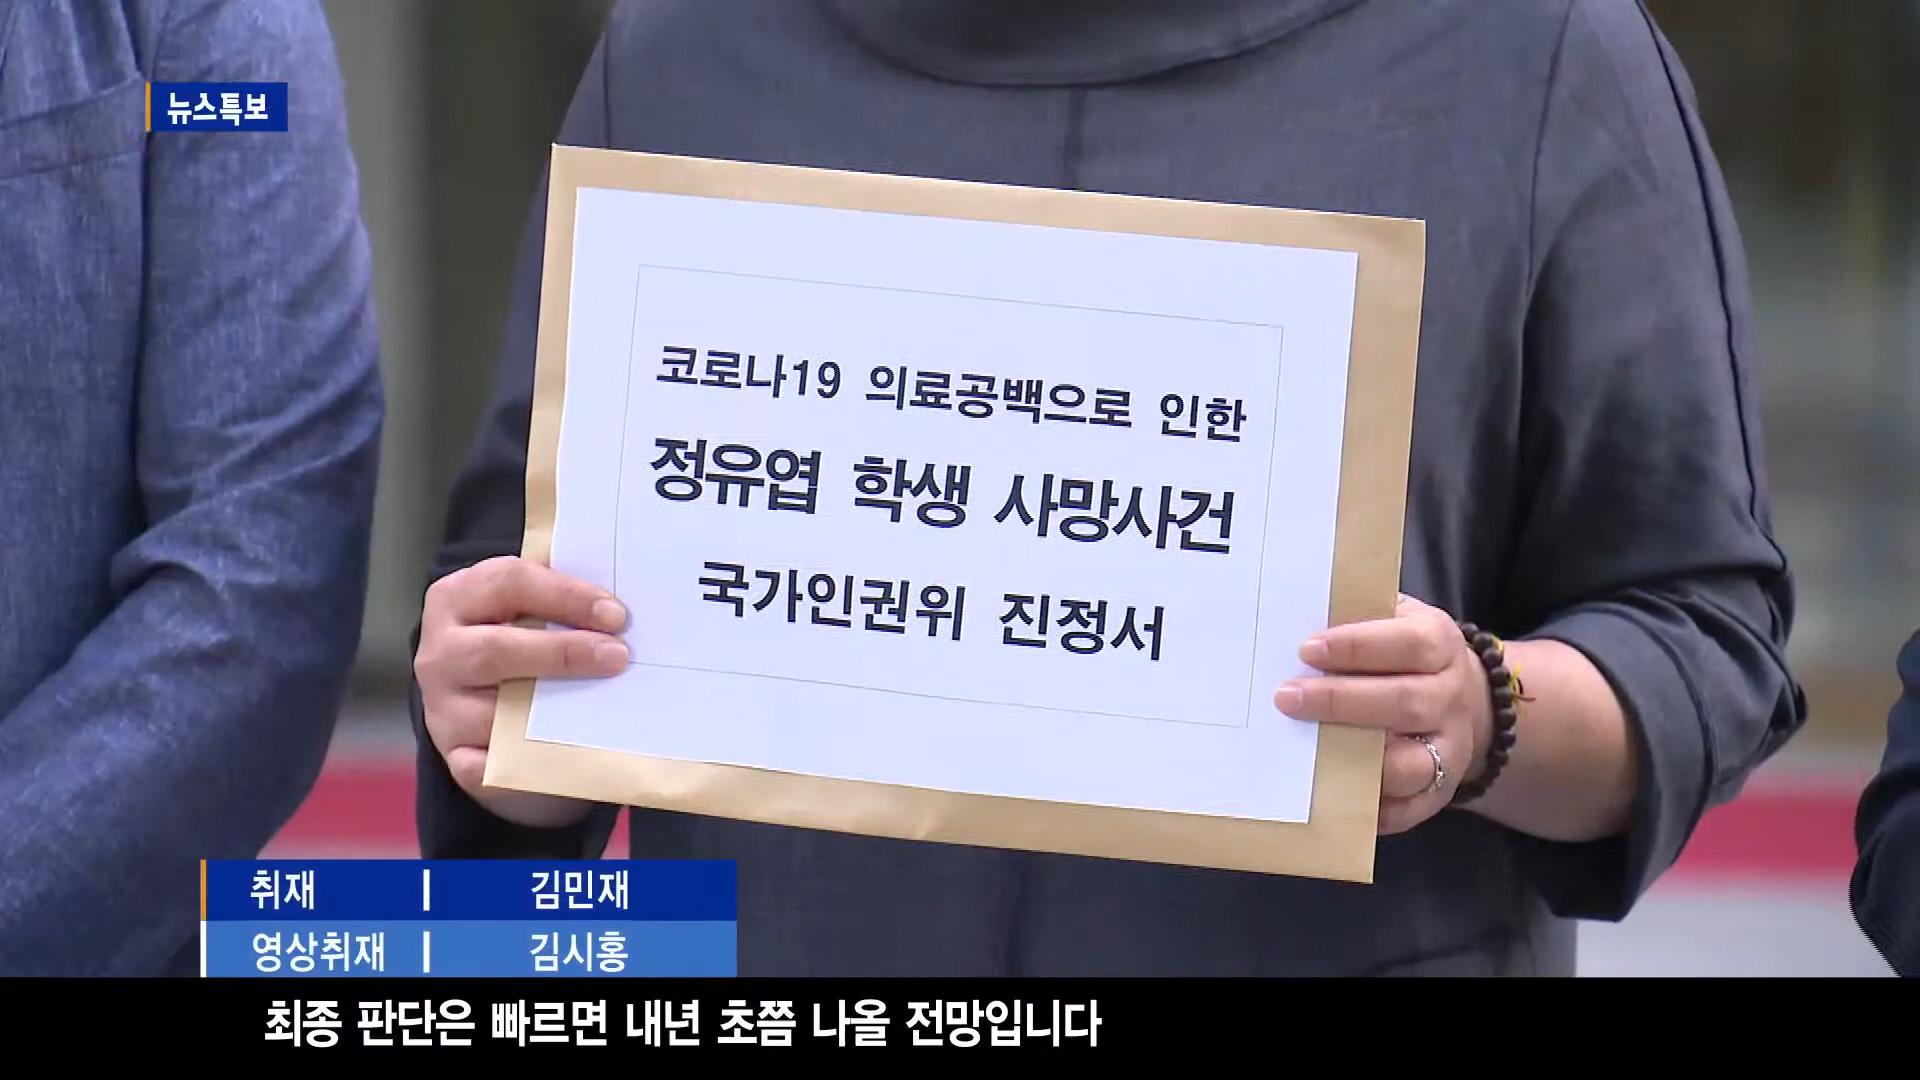 뉴스특보
코로나19 의료공백으로 인한
정유엽 학생 사망사건
국가인권위 진정서
취재 | 김민재
영상취재 | 김시홍
최종 판단은 빠르면 내년 초쯤 나올 전망입니다